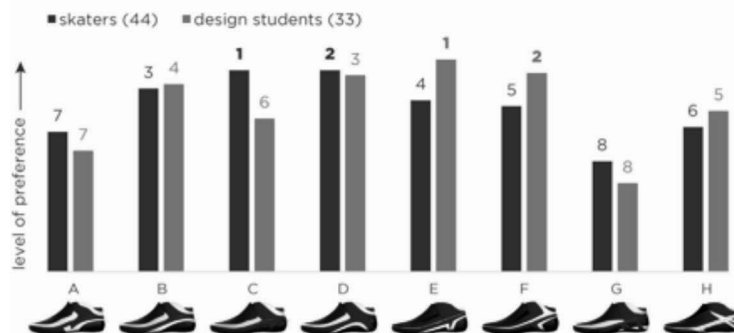 skaters (44) design students (33)
level of preference
7 7
3 4
1 6
2 3
4 1
5 2
8 8
6 5
A B C D E F G H